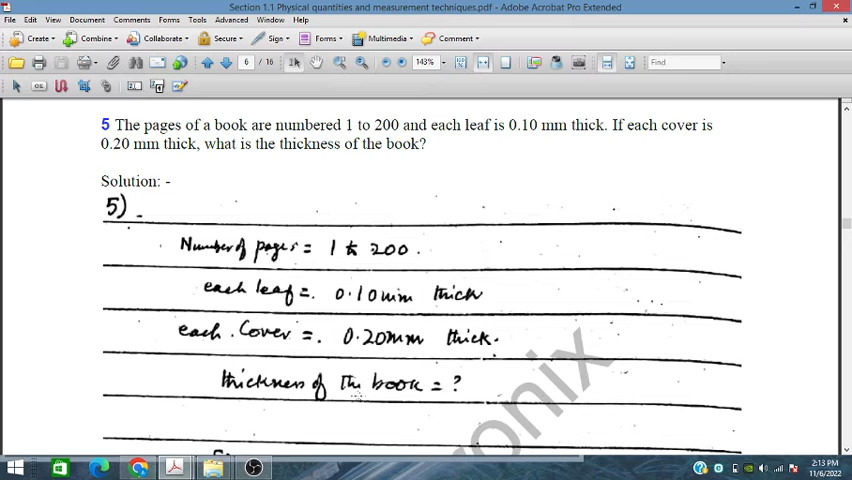 Section 1.1 Physical quantities and measurement techniques.pdf - Adobe Acrobat Pro Extended
File Edit View Document Comments Forms Tools Advanced Window Help
Create Combine Collaborate Secure Sign Forms Multimedia Comment
6 / 16 143% Find
5 The pages of a book are numbered 1 to 200 and each leaf is 0.10 mm thick. If each cover is
0.20 mm thick, what is the thickness of the book?
Solution: -
5)
Number of pages = 1 to 200.
each leaf = 0.10mm thick
each Cover = 0.20mm thick.
thickness of the book = ?
ronix
2:13 PM
11/6/2022